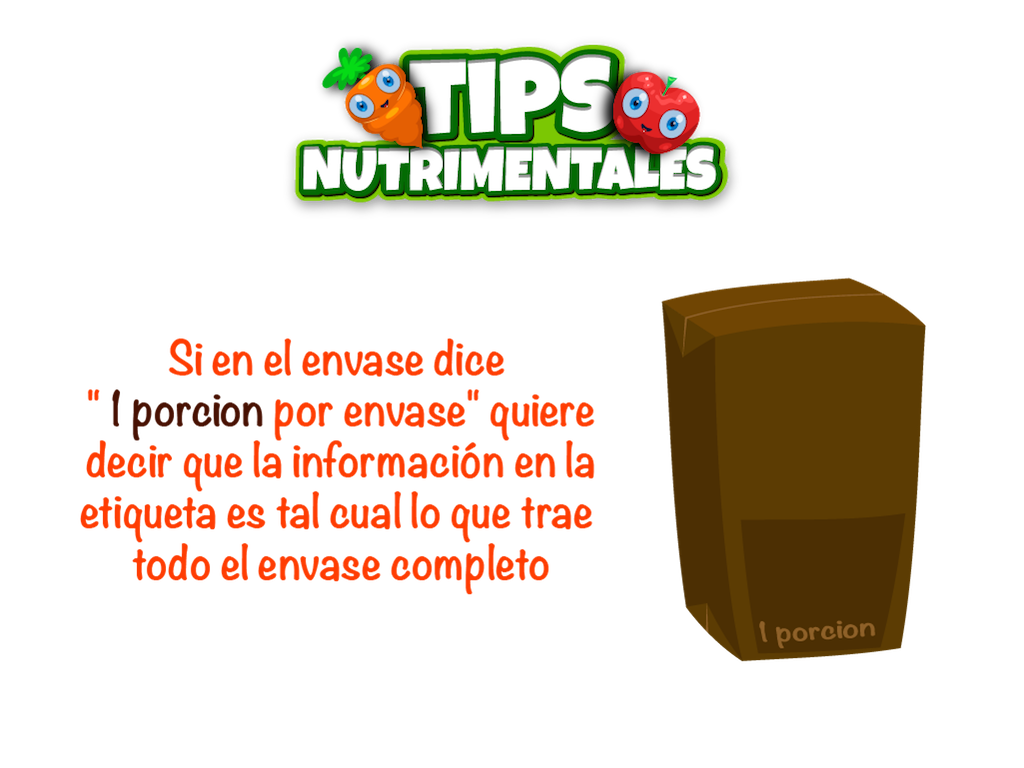 TIPS
NUTRIMENTALES
Si en el envase dice
" 1 porcion por envase" quiere
decir que la información en la
etiqueta es tal cual lo que trae
todo el envase completo
1 porcion